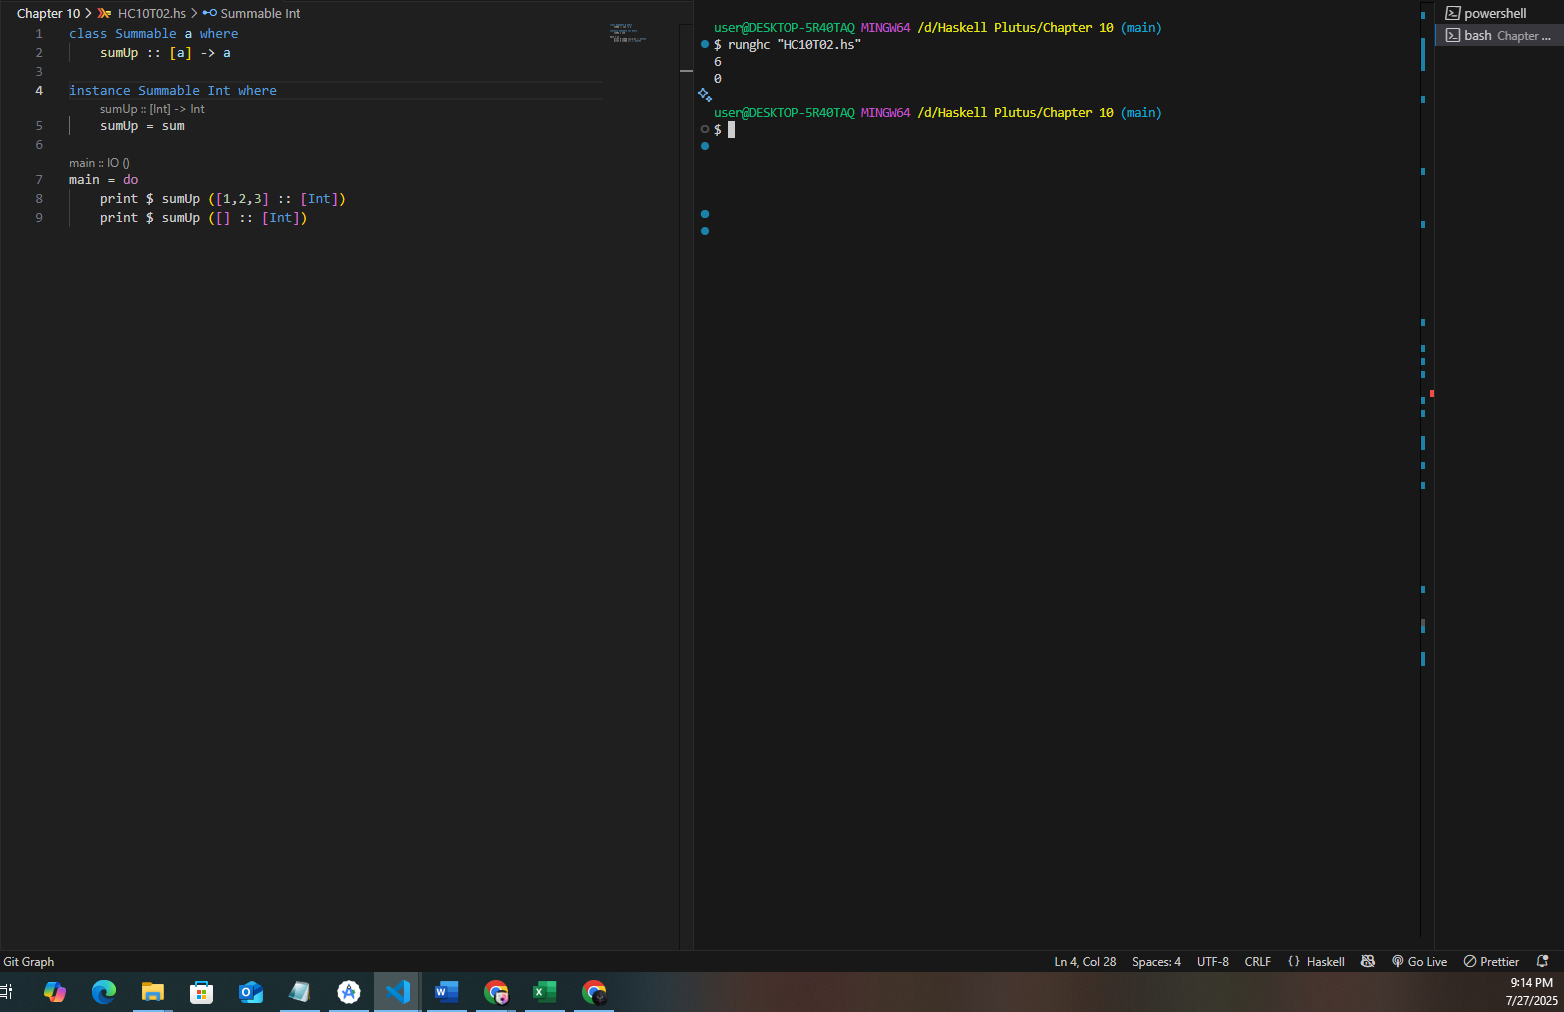 Chapter 10 > HC10T02.hs > Summable Int
1 class Summable a where
2 sumUp :: [a] -> a
3
4 instance Summable Int where
sumUp :: [Int] -> Int
5 sumUp = sum
6
main :: IO ()
7 main = do
8 print $ sumUp ([1,2,3] :: [Int])
9 print $ sumUp ([] :: [Int])
user@DESKTOP-5R40TAQ MINGW64 /d/Haskell Plutus/Chapter 10 (main)
$ runghc "HC10T02.hs"
6
0
user@DESKTOP-5R40TAQ MINGW64 /d/Haskell Plutus/Chapter 10 (main)
$
powershell
bash Chapter ...
Git Graph
Ln 4, Col 28 Spaces: 4 UTF-8 CRLF {} Haskell Go Live Prettier
9:14 PM
7/27/2025